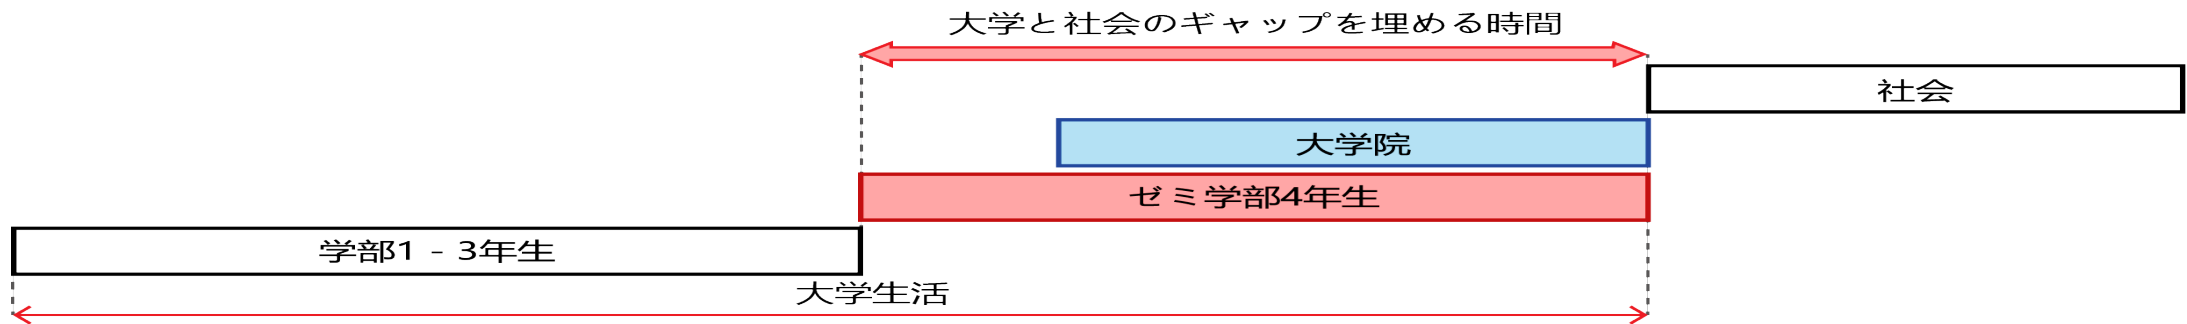 大学と社会のギャップを埋める時間
社会
大学院
ゼミ学部4年生
学部1 - 3年生
大学生活